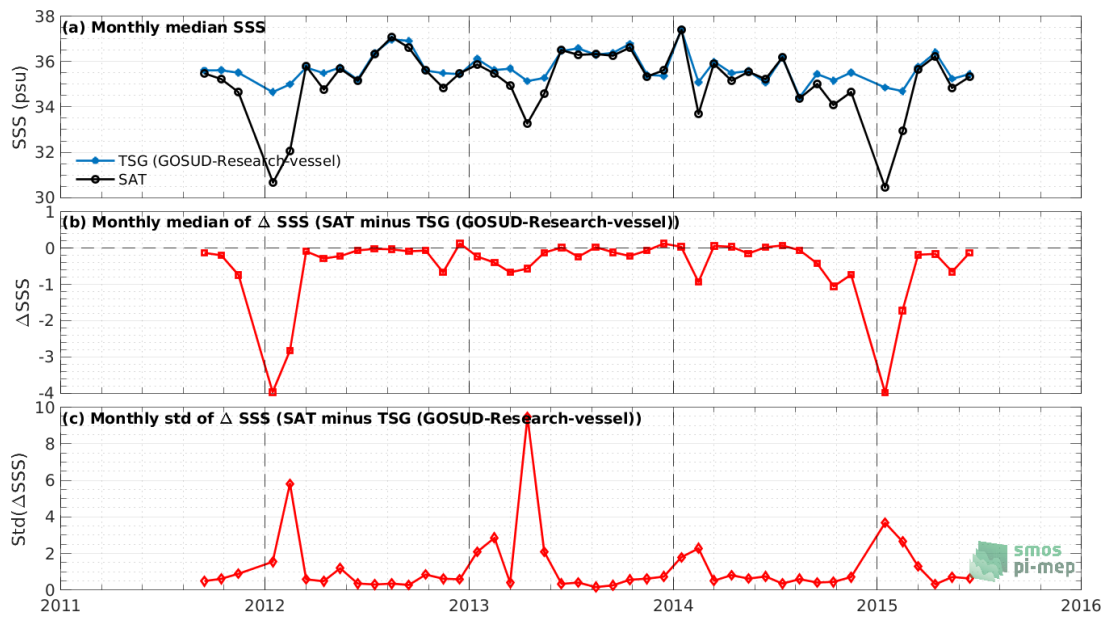 (a) Monthly median SSS
38
36
34
32
30
SSS (psu)
TSG (GOSUD-Research-vessel)
SAT
(b) Monthly median of Δ SSS (SAT minus TSG (GOSUD-Research-vessel))
1
0
-1
-2
-3
-4
ΔSSS
(c) Monthly std of Δ SSS (SAT minus TSG (GOSUD-Research-vessel))
10
8
6
4
2
0
Std(ΔSSS)
smos
pi-mep
2011 2012 2013 2014 2015 2016